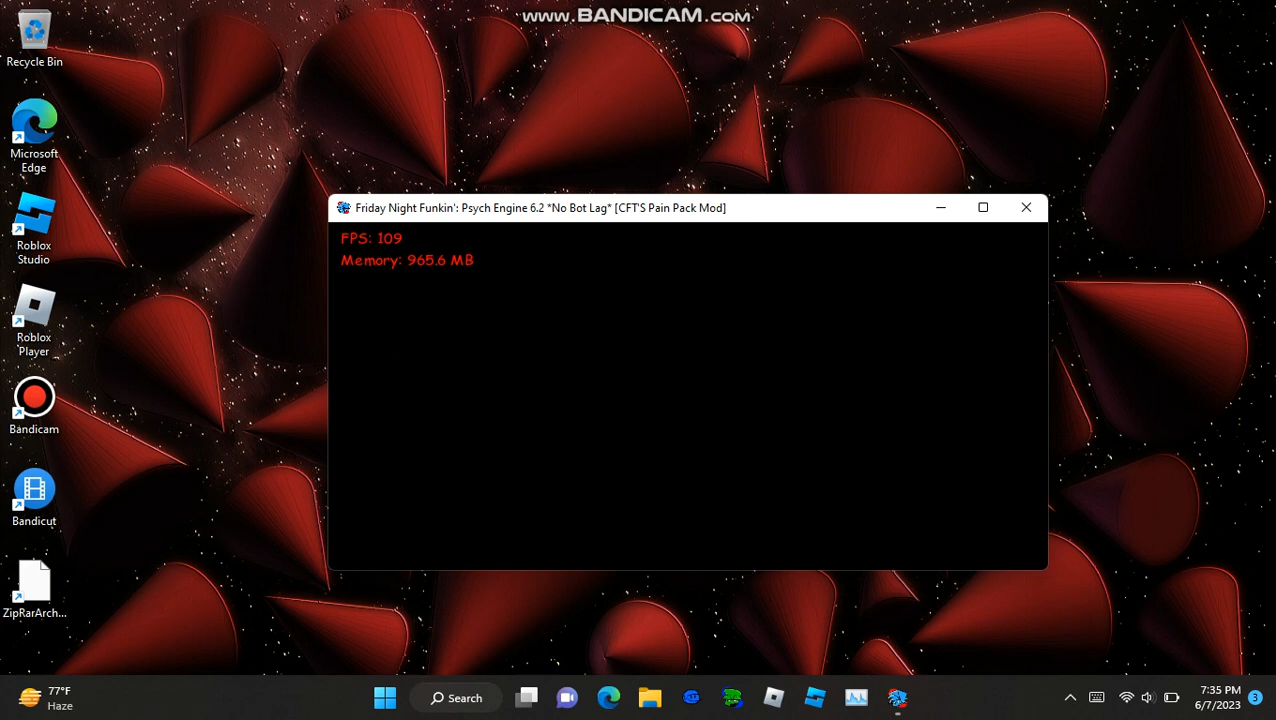 www.BANDICAM.com
Recycle Bin
Microsoft
Edge
Roblox
Studio
Roblox
Player
Bandicam
Bandicut
ZipRarArch...
Friday Night Funkin': Psych Engine 6.2 *No Bot Lag* [CFT'S Pain Pack Mod]
FPS: 109
Memory: 965.6 MB
77°F
Haze
Search
7:35 PM
6/7/2023
3